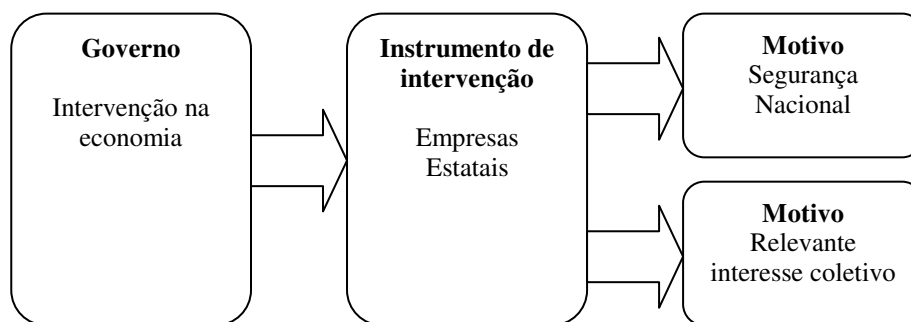 Governo
Intervenção na
economia
Instrumento de
intervenção
Empresas
Estatais
Motivo
Segurança
Nacional
Motivo
Relevante
interesse coletivo